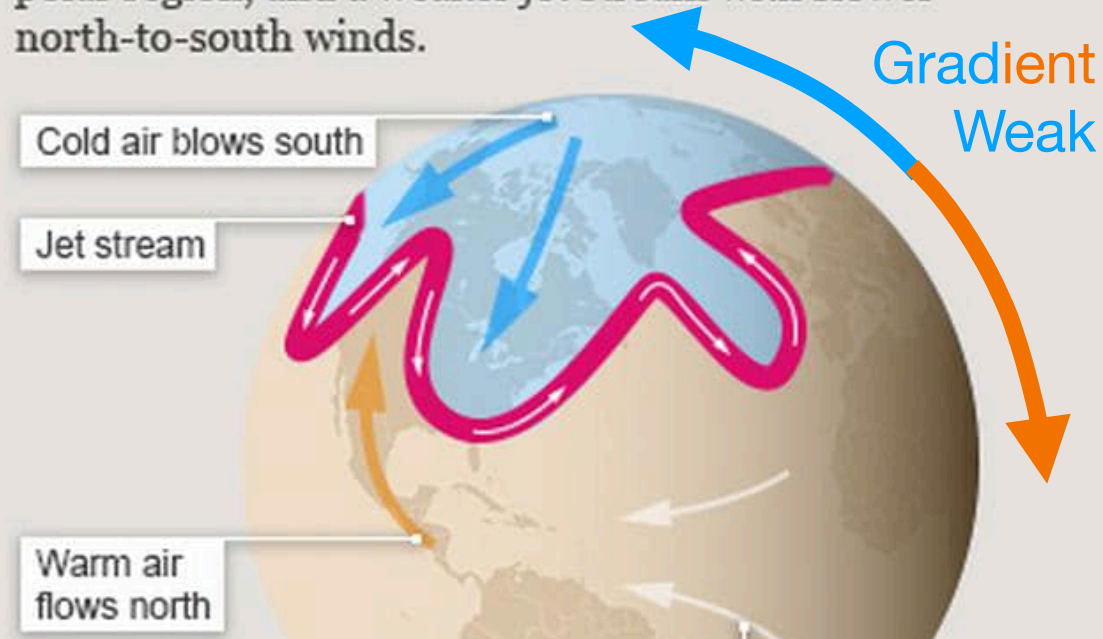 north-to-south winds.
Gradient
Weak
Cold air blows south
Jet stream
Warm air
flows north